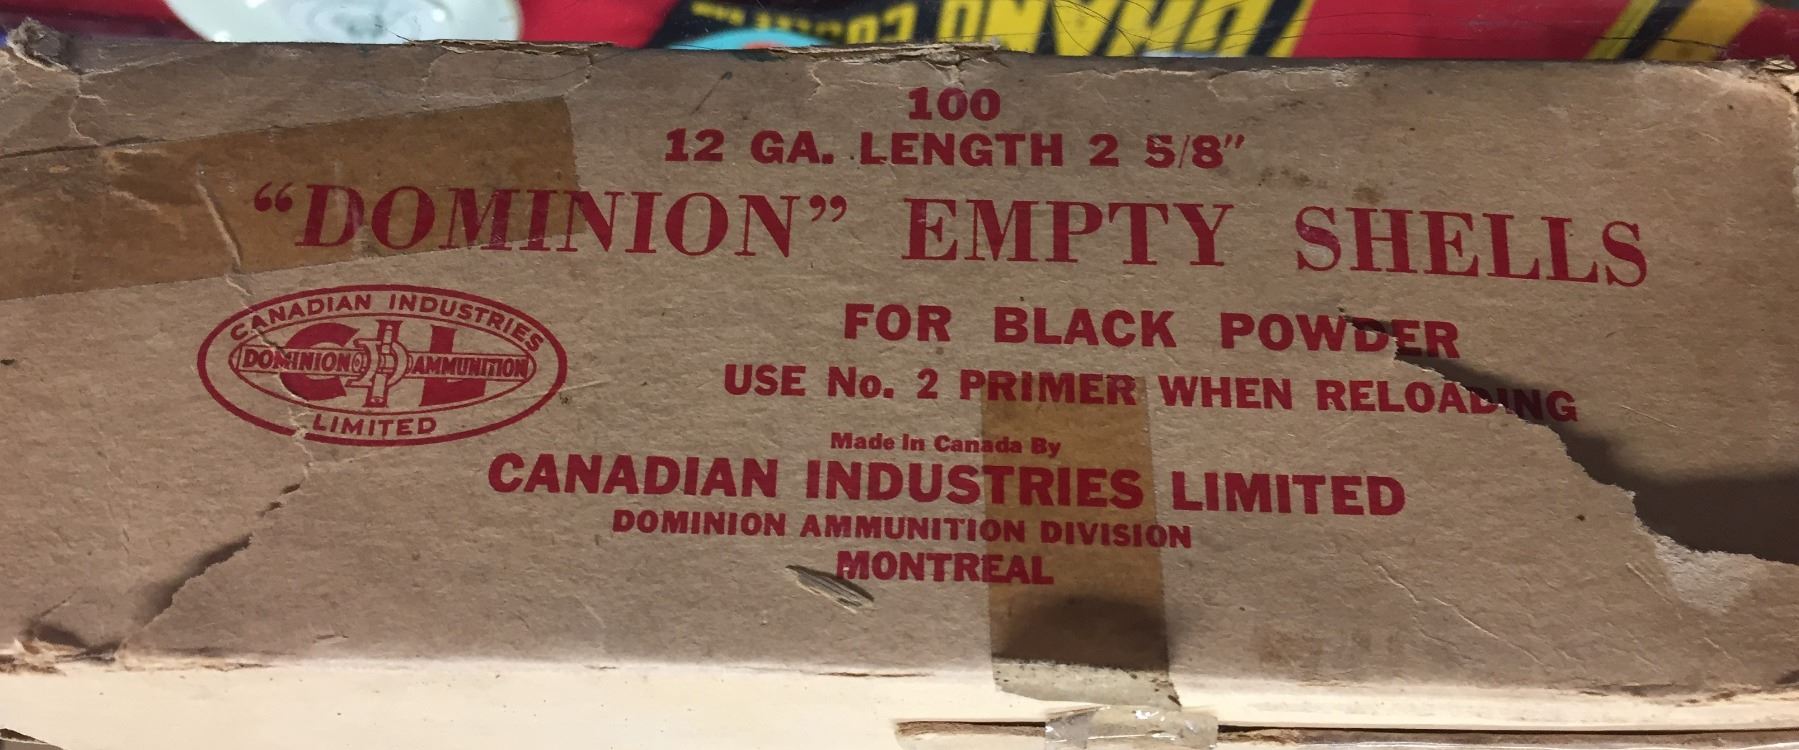 100
12 GA. LENGTH 2 5/8"
“DOMINION” EMPTY SHELLS
CANADIAN INDUSTRIES
CIL
DOMINION AMMUNITION
LIMITED
FOR BLACK POWDER
USE No. 2 PRIMER WHEN RELOADING
Made In Canada By
CANADIAN INDUSTRIES LIMITED
DOMINION AMMUNITION DIVISION
MONTREAL